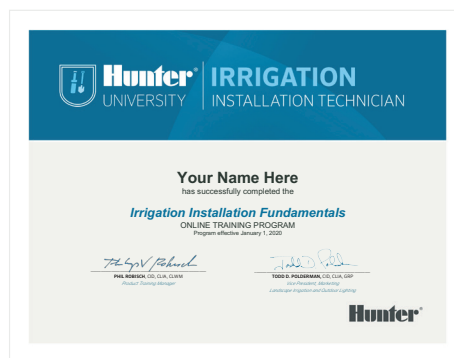 Hunter®
UNIVERSITY
IRRIGATION
INSTALLATION TECHNICIAN
Your Name Here
has successfully completed the
Irrigation Installation Fundamentals
ONLINE TRAINING PROGRAM
Program effective January 1, 2020
PHIL ROBISCH, CID, CLIA, CLWM
Product Training Manager
TODD D. POLDERMAN, CID, CLIA, GRP
Vice President, Marketing
Landscape Irrigation and Outdoor Lighting
Hunter®